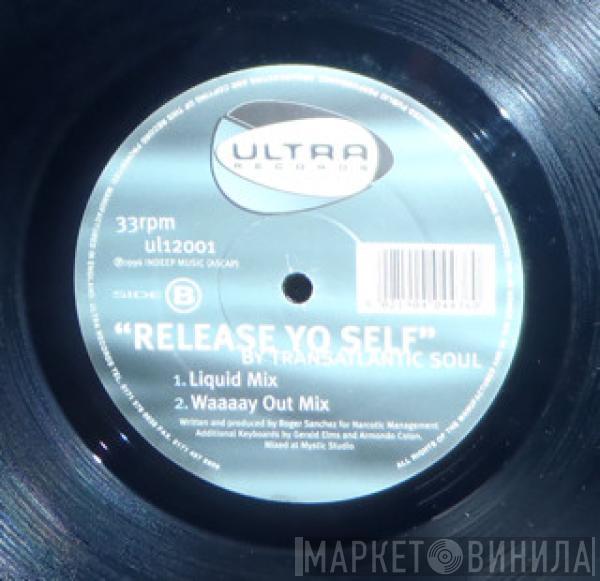 ULTRA
RECORDS
33rpm
ul12001
℗1996 INDEEP MUSIC (ASCAP)
SIDE B
"RELEASE YO SELF"
BY TRANSATLANTIC SOUL
1. Liquid Mix
2. Waaaay Out Mix
Written and produced by Roger Sanchez for Narcotic Management
Additional Keyboards by Gerald Elms and Armondo Colon.
Mixed at Mystic Studio
МАРКЕТ ВИНИЛА